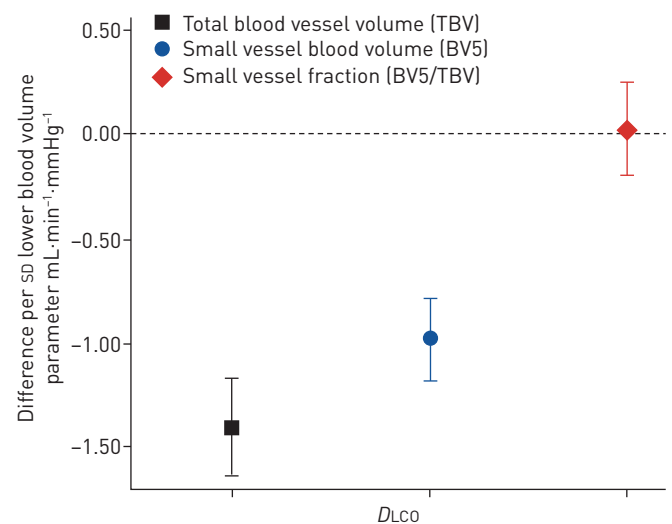 Total blood vessel volume (TBV)
Small vessel blood volume (BV5)
Small vessel fraction (BV5/TBV)
Difference per SD lower blood volume
parameter mL·min⁻¹·mmHg⁻¹
0.50
0.00
−0.50
−1.00
−1.50
DLCO